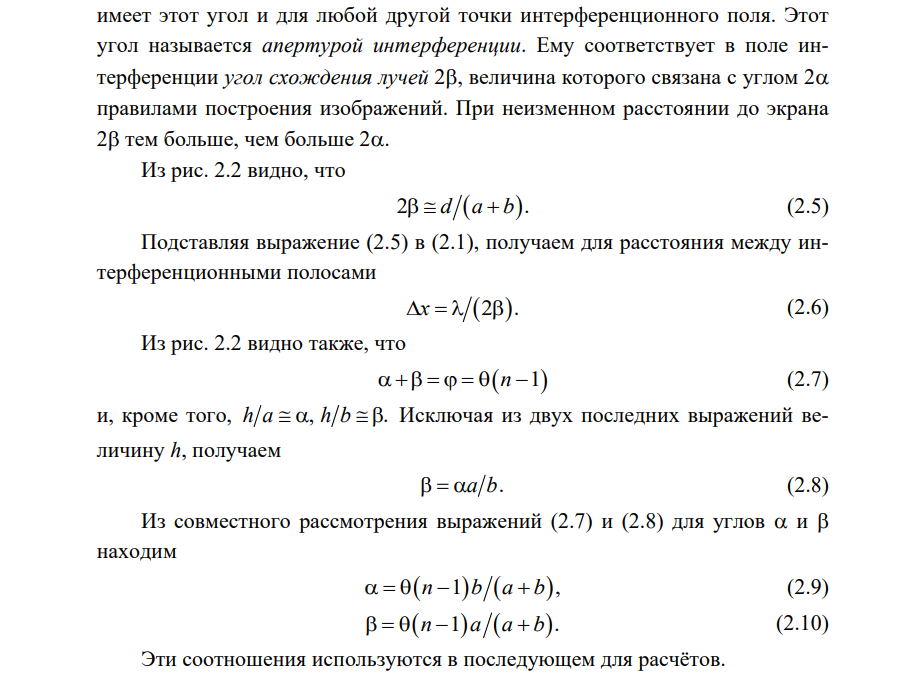 имеет этот угол и для любой другой точки интерференционного поля. Этот
угол называется апертурой интерференции. Ему соответствует в поле ин-
терференции угол схождения лучей 2β, величина которого связана с углом 2α
правилами построения изображений. При неизменном расстоянии до экрана
2β тем больше, чем больше 2α.
Из рис. 2.2 видно, что
2β ≅ d/(a + b). (2.5)
Подставляя выражение (2.5) в (2.1), получаем для расстояния между ин-
терференционными полосами
Δx = λ/(2β). (2.6)
Из рис. 2.2 видно также, что
α + β = φ = θ(n − 1) (2.7)
и, кроме того, h/a ≅ α, h/b ≅ β. Исключая из двух последних выражений ве-
личину h, получаем
β = αa/b. (2.8)
Из совместного рассмотрения выражений (2.7) и (2.8) для углов α и β
находим
α = θ(n − 1)b/(a + b), (2.9)
β = θ(n − 1)a/(a + b). (2.10)
Эти соотношения используются в последующем для расчётов.